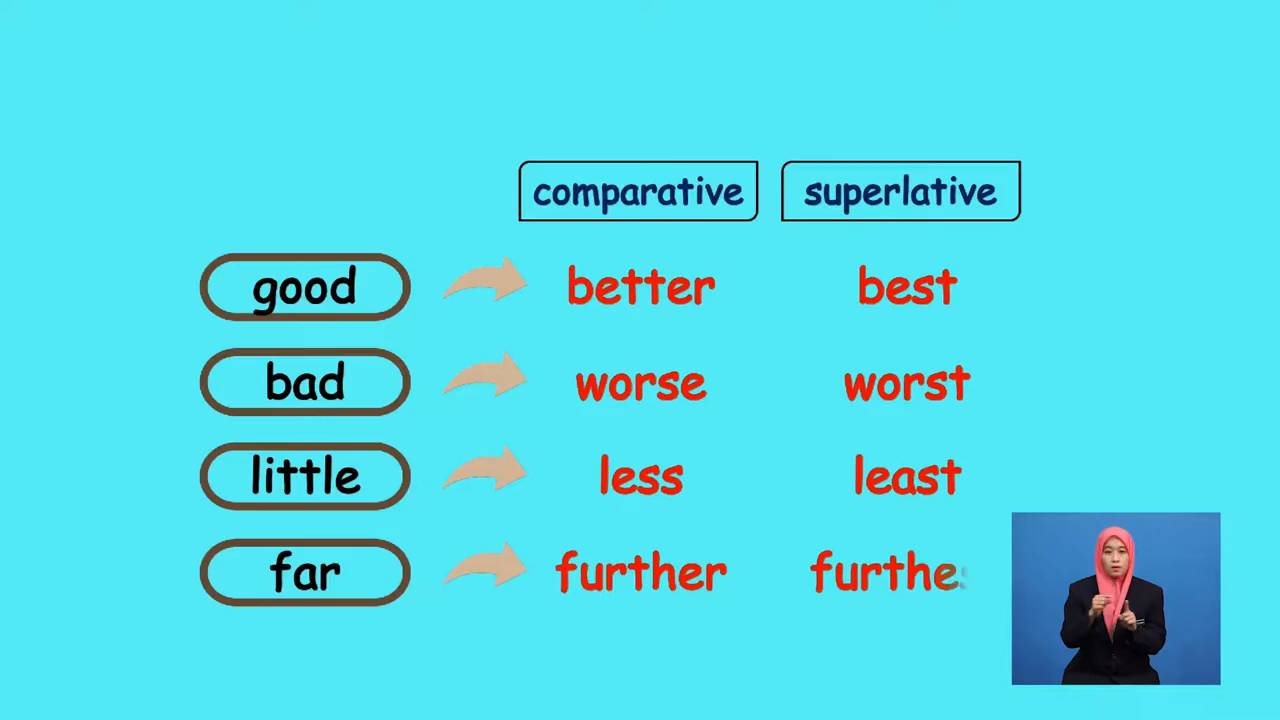 comparative superlative
good better best
bad worse worst
little less least
far further